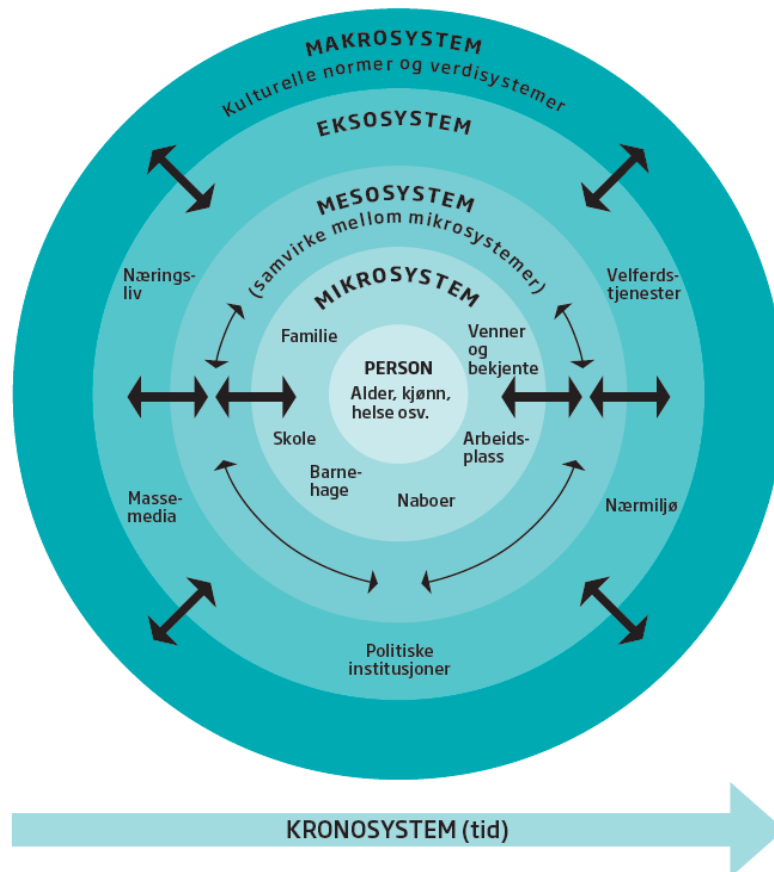 MAKROSYSTEM
Kulturelle normer og verdisystemer
EKSOSYSTEM
MESOSYSTEM
(samvirke mellom mikrosystemer)
MIKROSYSTEM
Nærings-
liv
Velferds-
tjenester
Familie
Venner
og
bekjente
PERSON
Alder, kjønn,
helse osv.
Skole
Arbeids-
plass
Barne-
hage
Naboer
Masse-
media
Nærmiljø
Politiske
institusjoner
KRONOSYSTEM (tid)